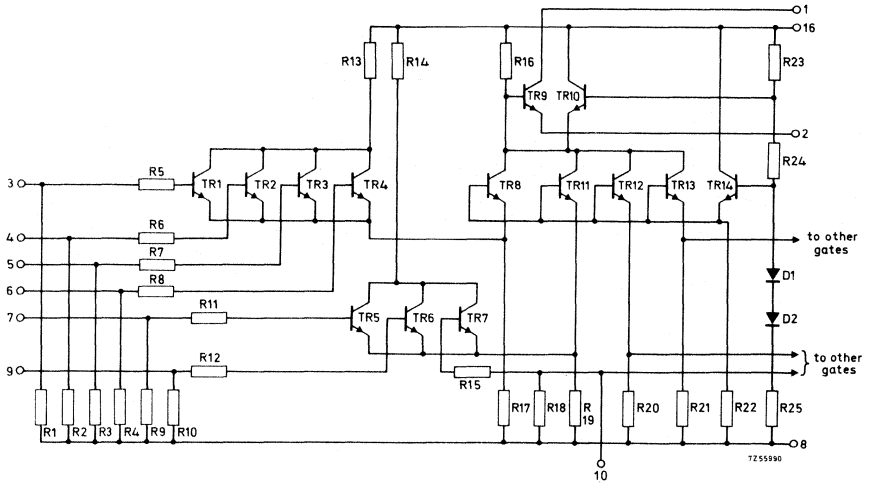 1
16
R13
R14
R16
R23
TR9
TR10
2
R24
R5
3
TR1
TR2
TR3
TR4
TR8
TR11
TR12
TR13
TR14
R6
4
to other
gates
R7
5
R8
6
D1
R11
7
TR5
TR6
TR7
D2
R12
9
to other
gates
R15
R1
R2
R3
R4
R9
R10
R17
R18
R
19
R20
R21
R22
R25
8
7Z55990
10